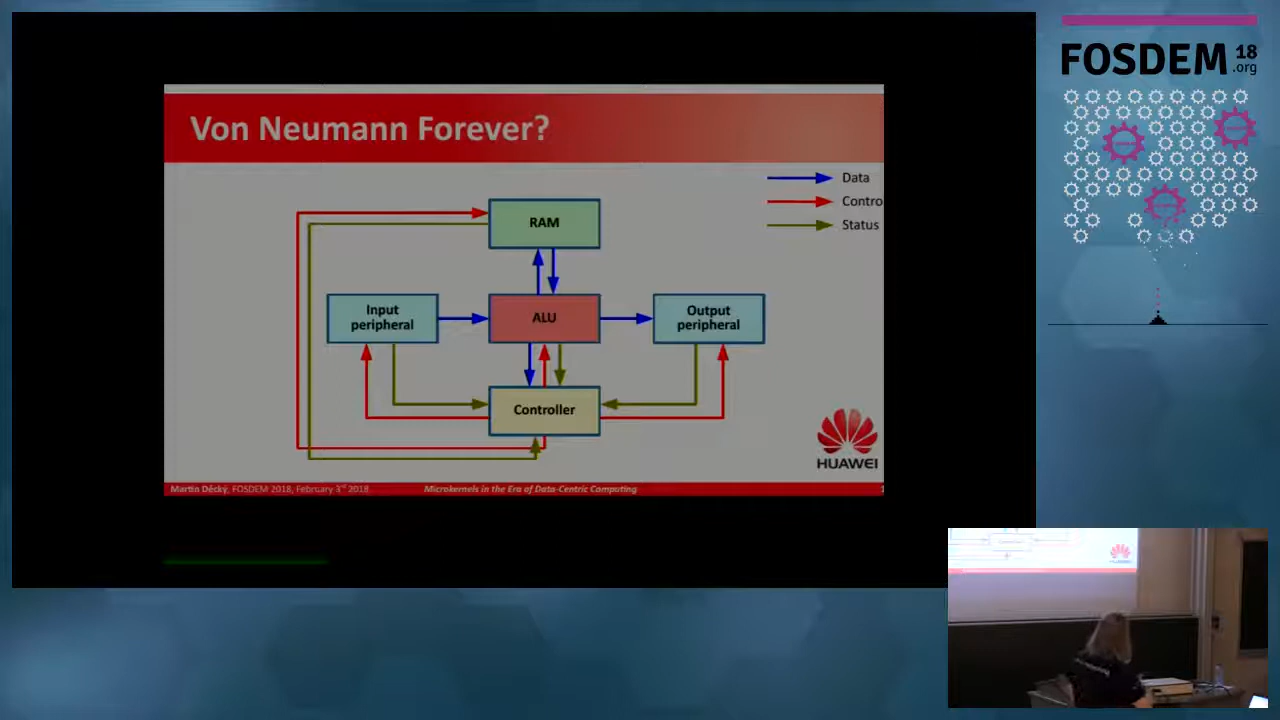 FOSDEM 18
.org
Von Neumann Forever?
Data
Contro
Status
RAM
Input
peripheral
ALU
Output
peripheral
Controller
HUAWEI
Martin Děcký, FOSDEM 2018, February 3rd 2018
Microkernels in the Era of Data-Centric Computing
1